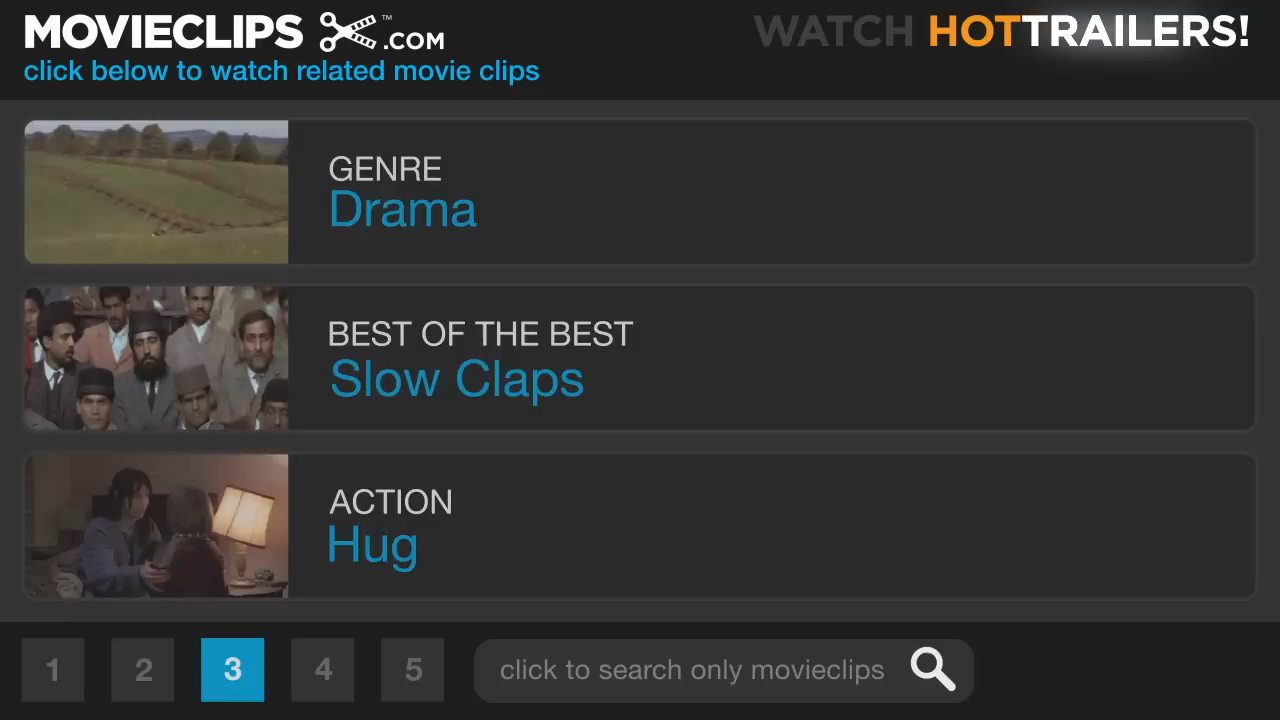 MOVIECLIPS ™ .COM
WATCH HOTTRAILERS!
click below to watch related movie clips
GENRE
Drama
BEST OF THE BEST
Slow Claps
ACTION
Hug
1 2 3 4 5 click to search only movieclips